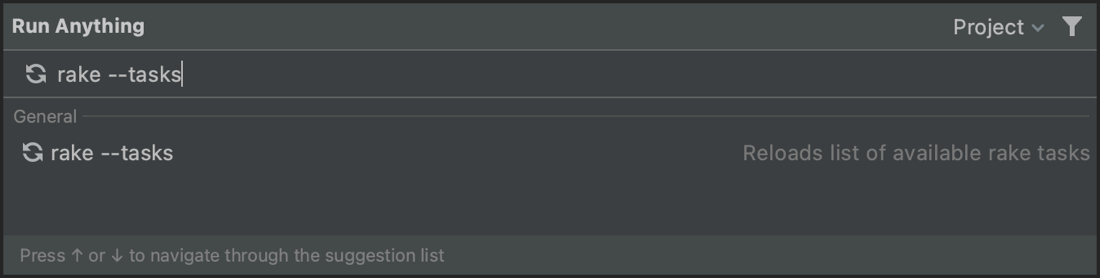 Run Anything Project
rake --tasks
General
rake --tasks Reloads list of available rake tasks
Press ↑ or ↓ to navigate through the suggestion list